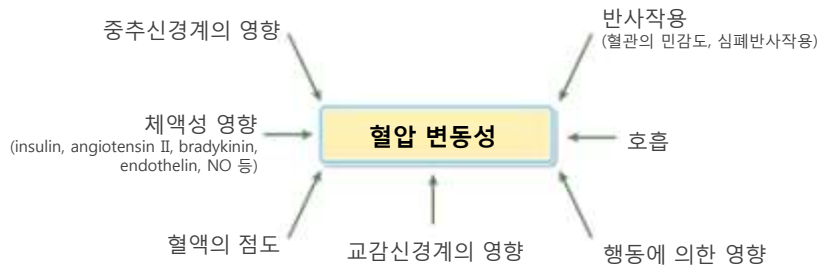 중추신경계의 영향
반사작용
(혈관의 민감도, 심폐반사작용)
체액성 영향
(insulin, angiotensin II, bradykinin,
endothelin, NO 등)
혈압 변동성
호흡
혈액의 점도
교감신경계의 영향
행동에 의한 영향